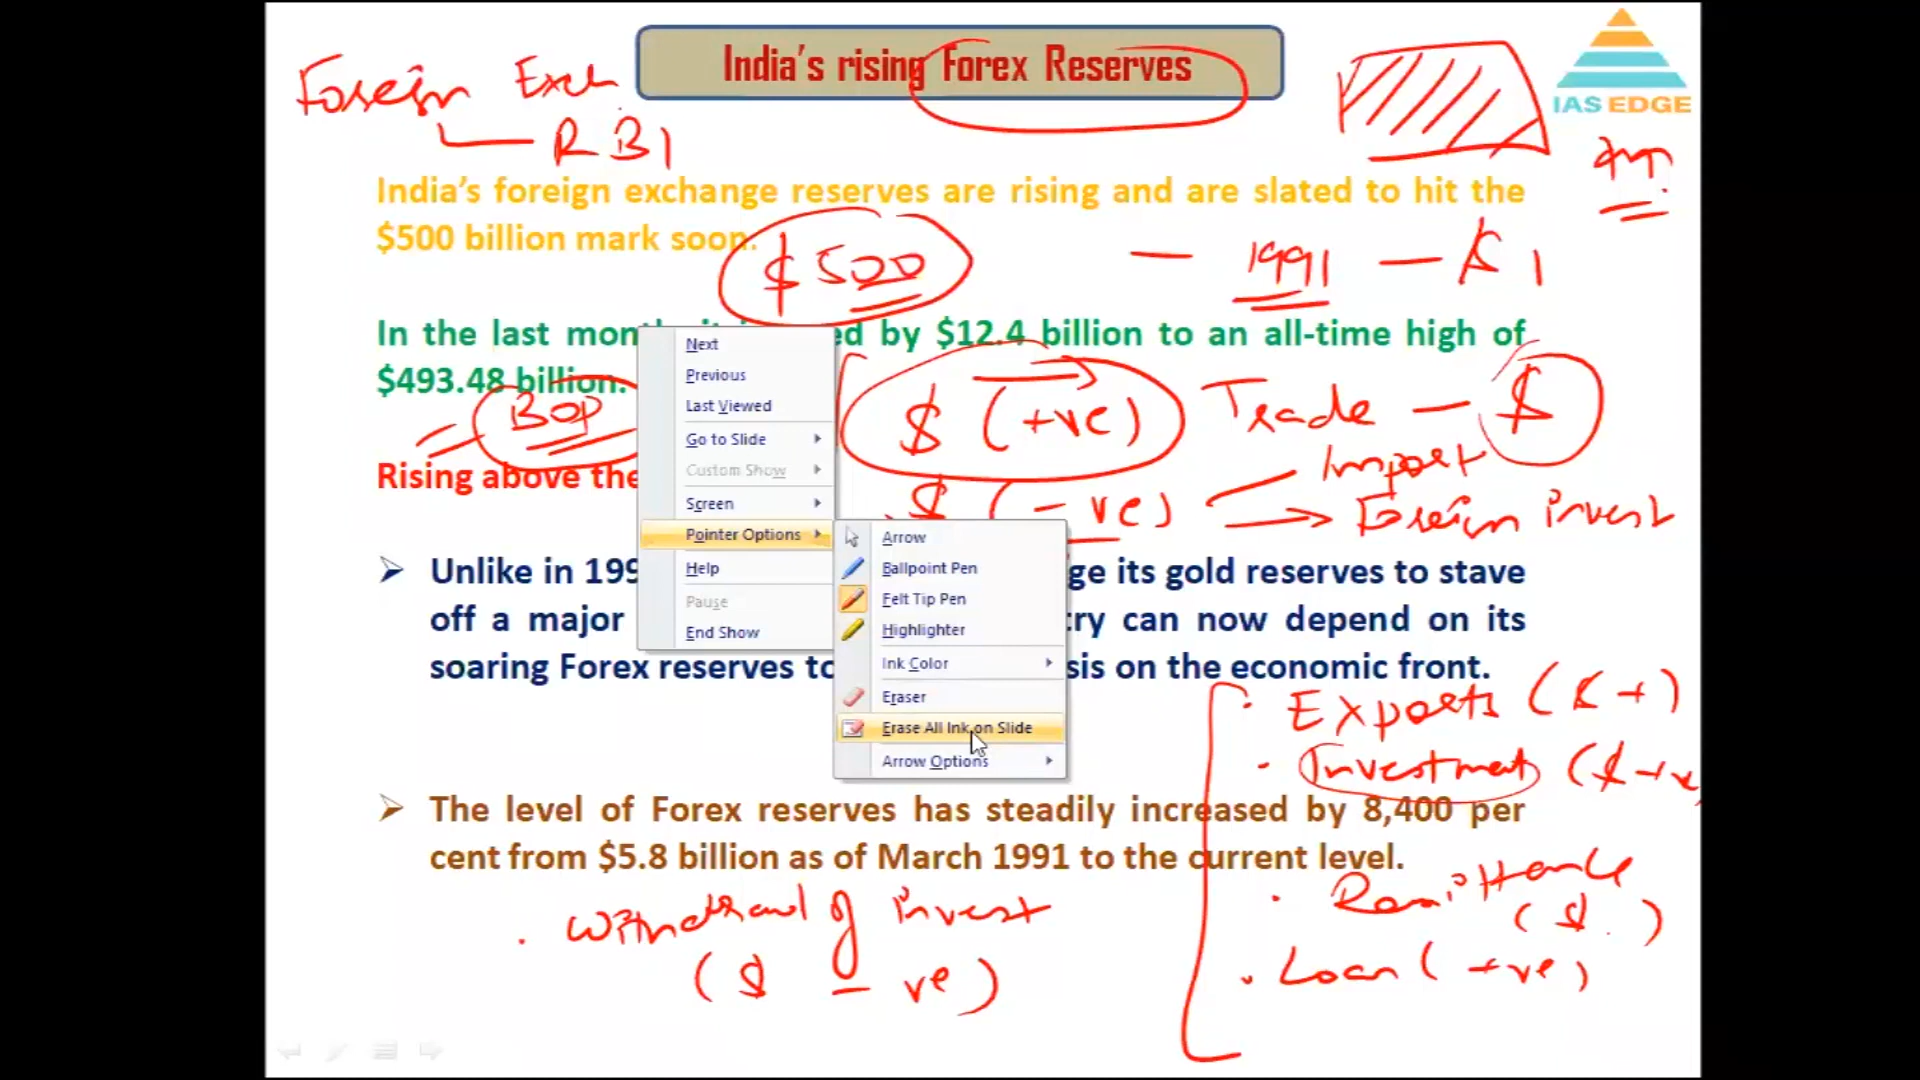 India's rising Forex Reserves
IAS EDGE
Foreign Exch
RBI
India's foreign exchange reserves are rising and are slated to hit the
$500 billion mark soon.
$500
1991 — $ 1
In the last mon ed by $12.4 billion to an all-time high of
$493.48 billion.
BOP
$ (+ve)
Trade — $
Import
Rising above the
$ (-ve)
Foreign invest
Unlike in 199 ge its gold reserves to stave
off a major try can now depend on its
soaring Forex reserves to sis on the economic front.
Next
Previous
Last Viewed
Go to Slide
Custom Show
Screen
Pointer Options
Help
Pause
End Show
Arrow
Ballpoint Pen
Felt Tip Pen
Highlighter
Ink Color
Eraser
Erase All Ink on Slide
Arrow Options
Exports ($ +)
Investment ($ +ve
The level of Forex reserves has steadily increased by 8,400 per
cent from $5.8 billion as of March 1991 to the current level.
Remittance
($ )
Loan (+ve)
Withdrawal of invest
($ - ve)